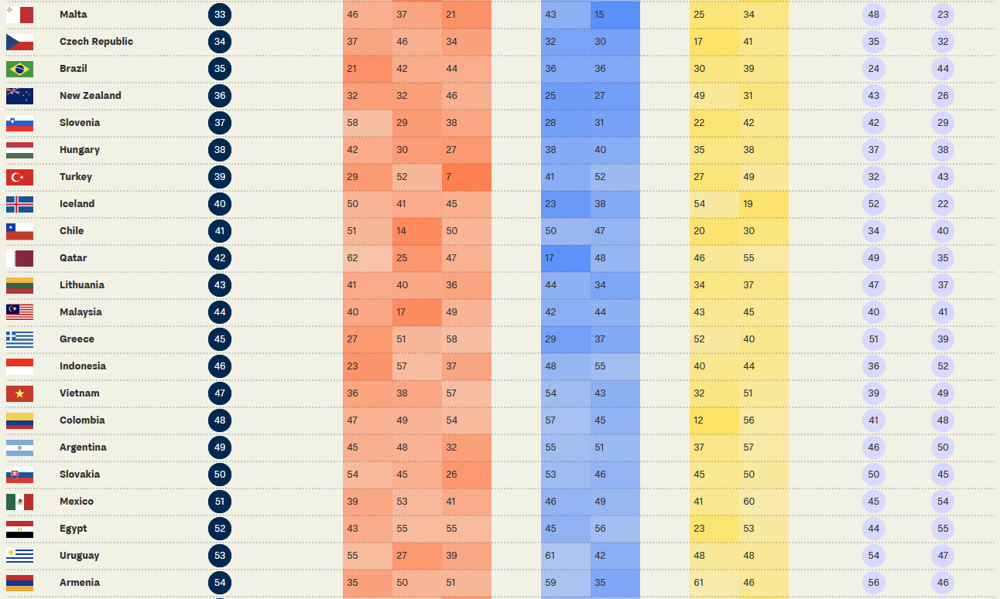 Malta 33 46 37 21 43 15 25 34 48 23
Czech Republic 34 37 46 34 32 30 17 41 35 32
Brazil 35 21 42 44 36 36 30 39 24 44
New Zealand 36 32 32 46 25 27 49 31 43 26
Slovenia 37 58 29 38 28 31 22 42 42 29
Hungary 38 42 30 27 38 40 35 38 37 38
Turkey 39 29 52 7 41 52 27 49 32 43
Iceland 40 50 41 45 23 38 54 19 52 22
Chile 41 51 14 50 50 47 20 30 34 40
Qatar 42 62 25 47 17 48 46 55 49 35
Lithuania 43 41 40 36 44 34 34 37 47 37
Malaysia 44 40 17 49 42 44 43 45 40 41
Greece 45 27 51 58 29 37 52 40 51 39
Indonesia 46 23 57 37 48 55 40 44 36 52
Vietnam 47 36 38 57 54 43 32 51 39 49
Colombia 48 47 49 54 57 45 12 56 41 48
Argentina 49 45 48 32 55 51 37 57 46 50
Slovakia 50 54 45 26 53 46 45 50 50 45
Mexico 51 39 53 41 46 49 41 60 45 54
Egypt 52 43 55 55 45 56 23 53 44 55
Uruguay 53 55 27 39 61 42 48 48 54 47
Armenia 54 35 50 51 59 35 61 46 56 46